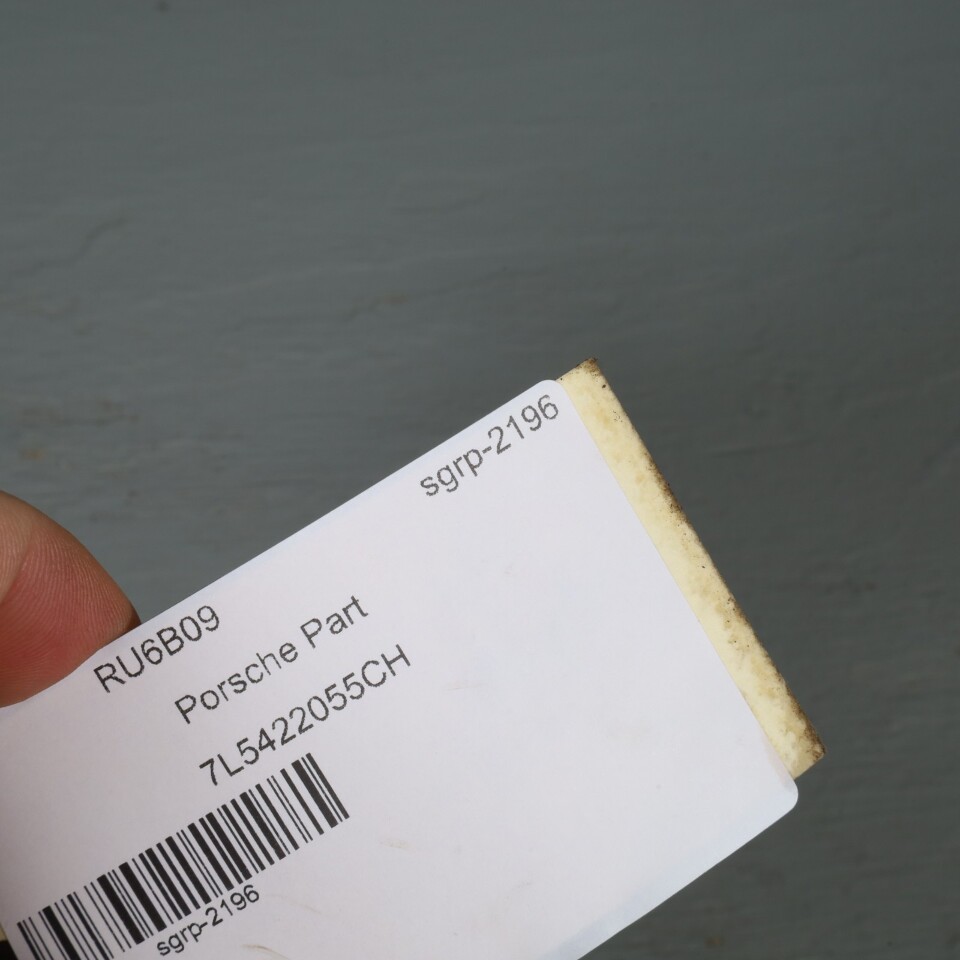 sgrp-2196
RU6B09
Porsche Part
7L5422055CH
sgrp-2196